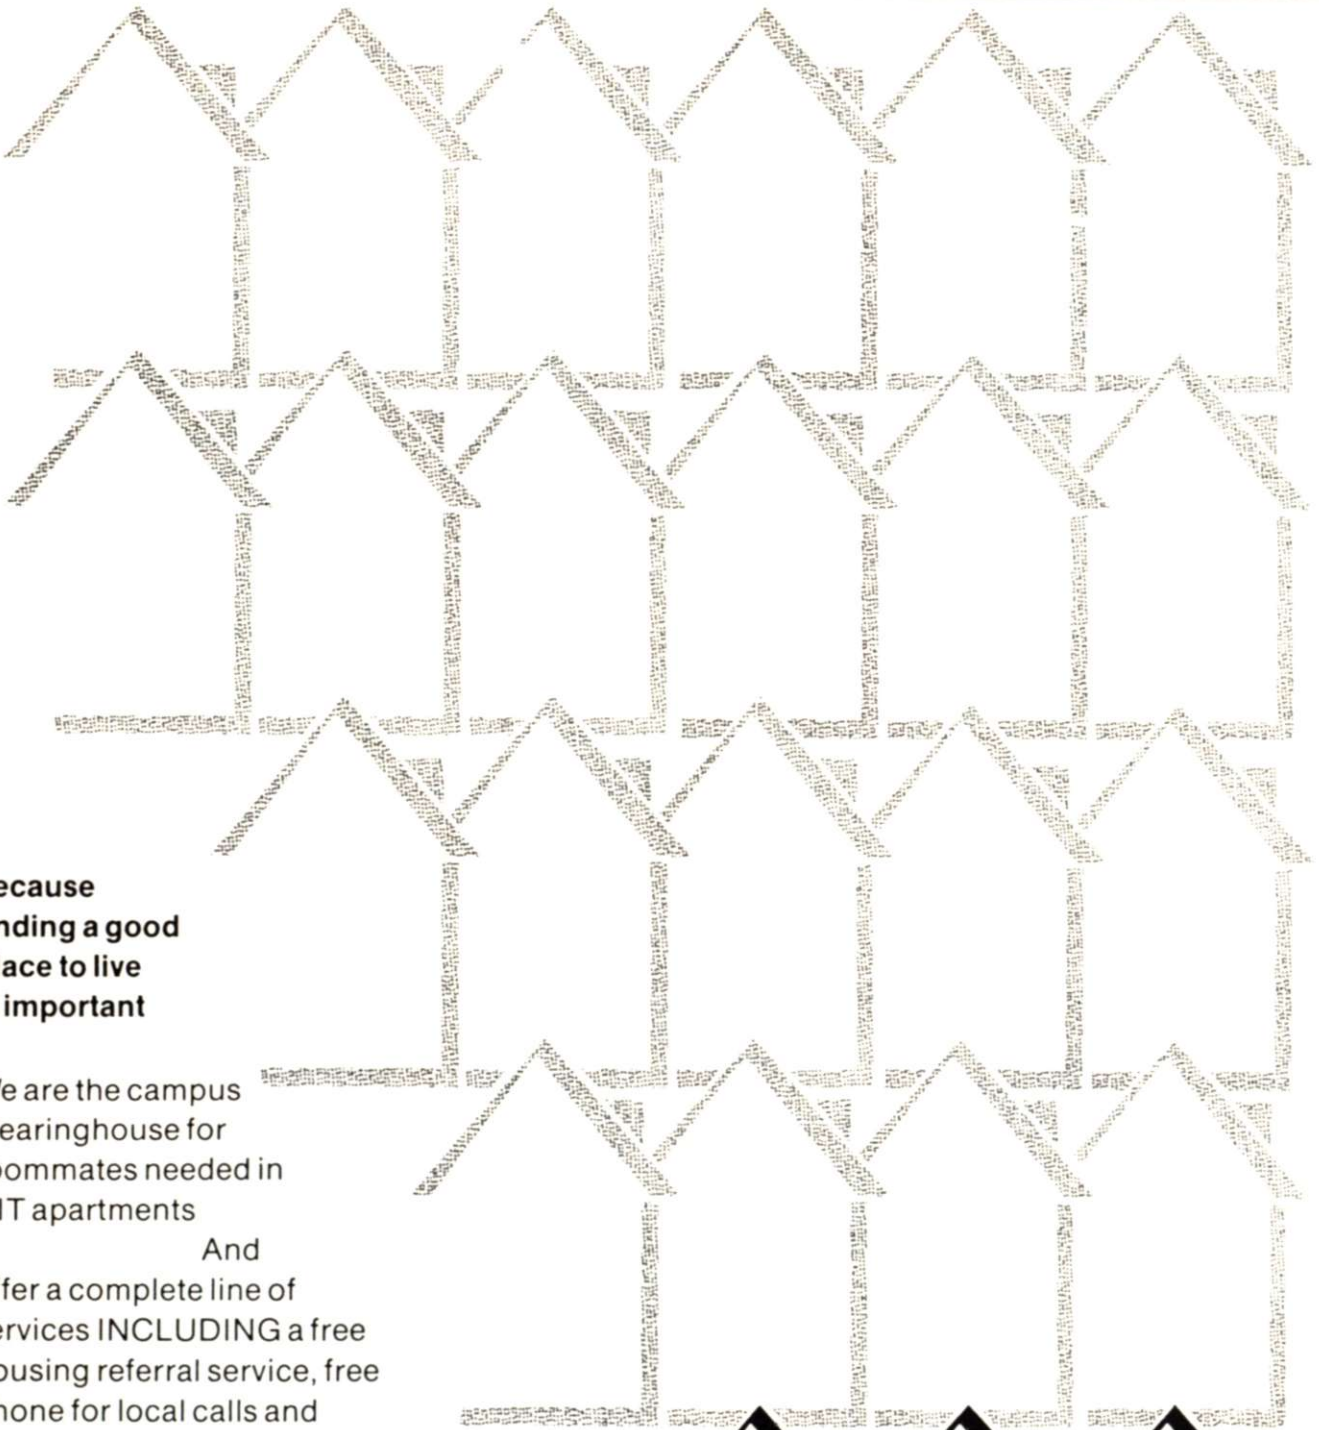 ecause
nding a good
ace to live
important
e are the campus
earinghouse for
ommates needed in
IT apartments
And
fer a complete line of
ervices INCLUDING a free
ousing referral service, free
hone for local calls and